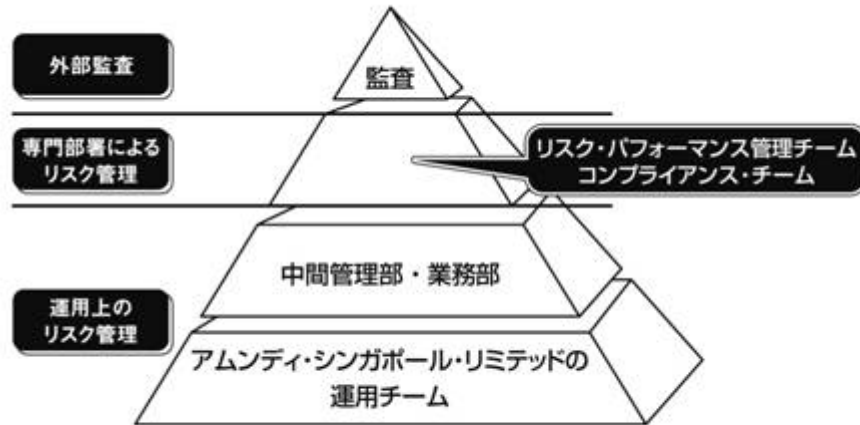 外部監査
監査
専門部署による
リスク管理
リスク・パフォーマンス管理チーム
コンプライアンス・チーム
中間管理部・業務部
運用上の
リスク管理
アムンディ・シンガポール・リミテッドの
運用チーム